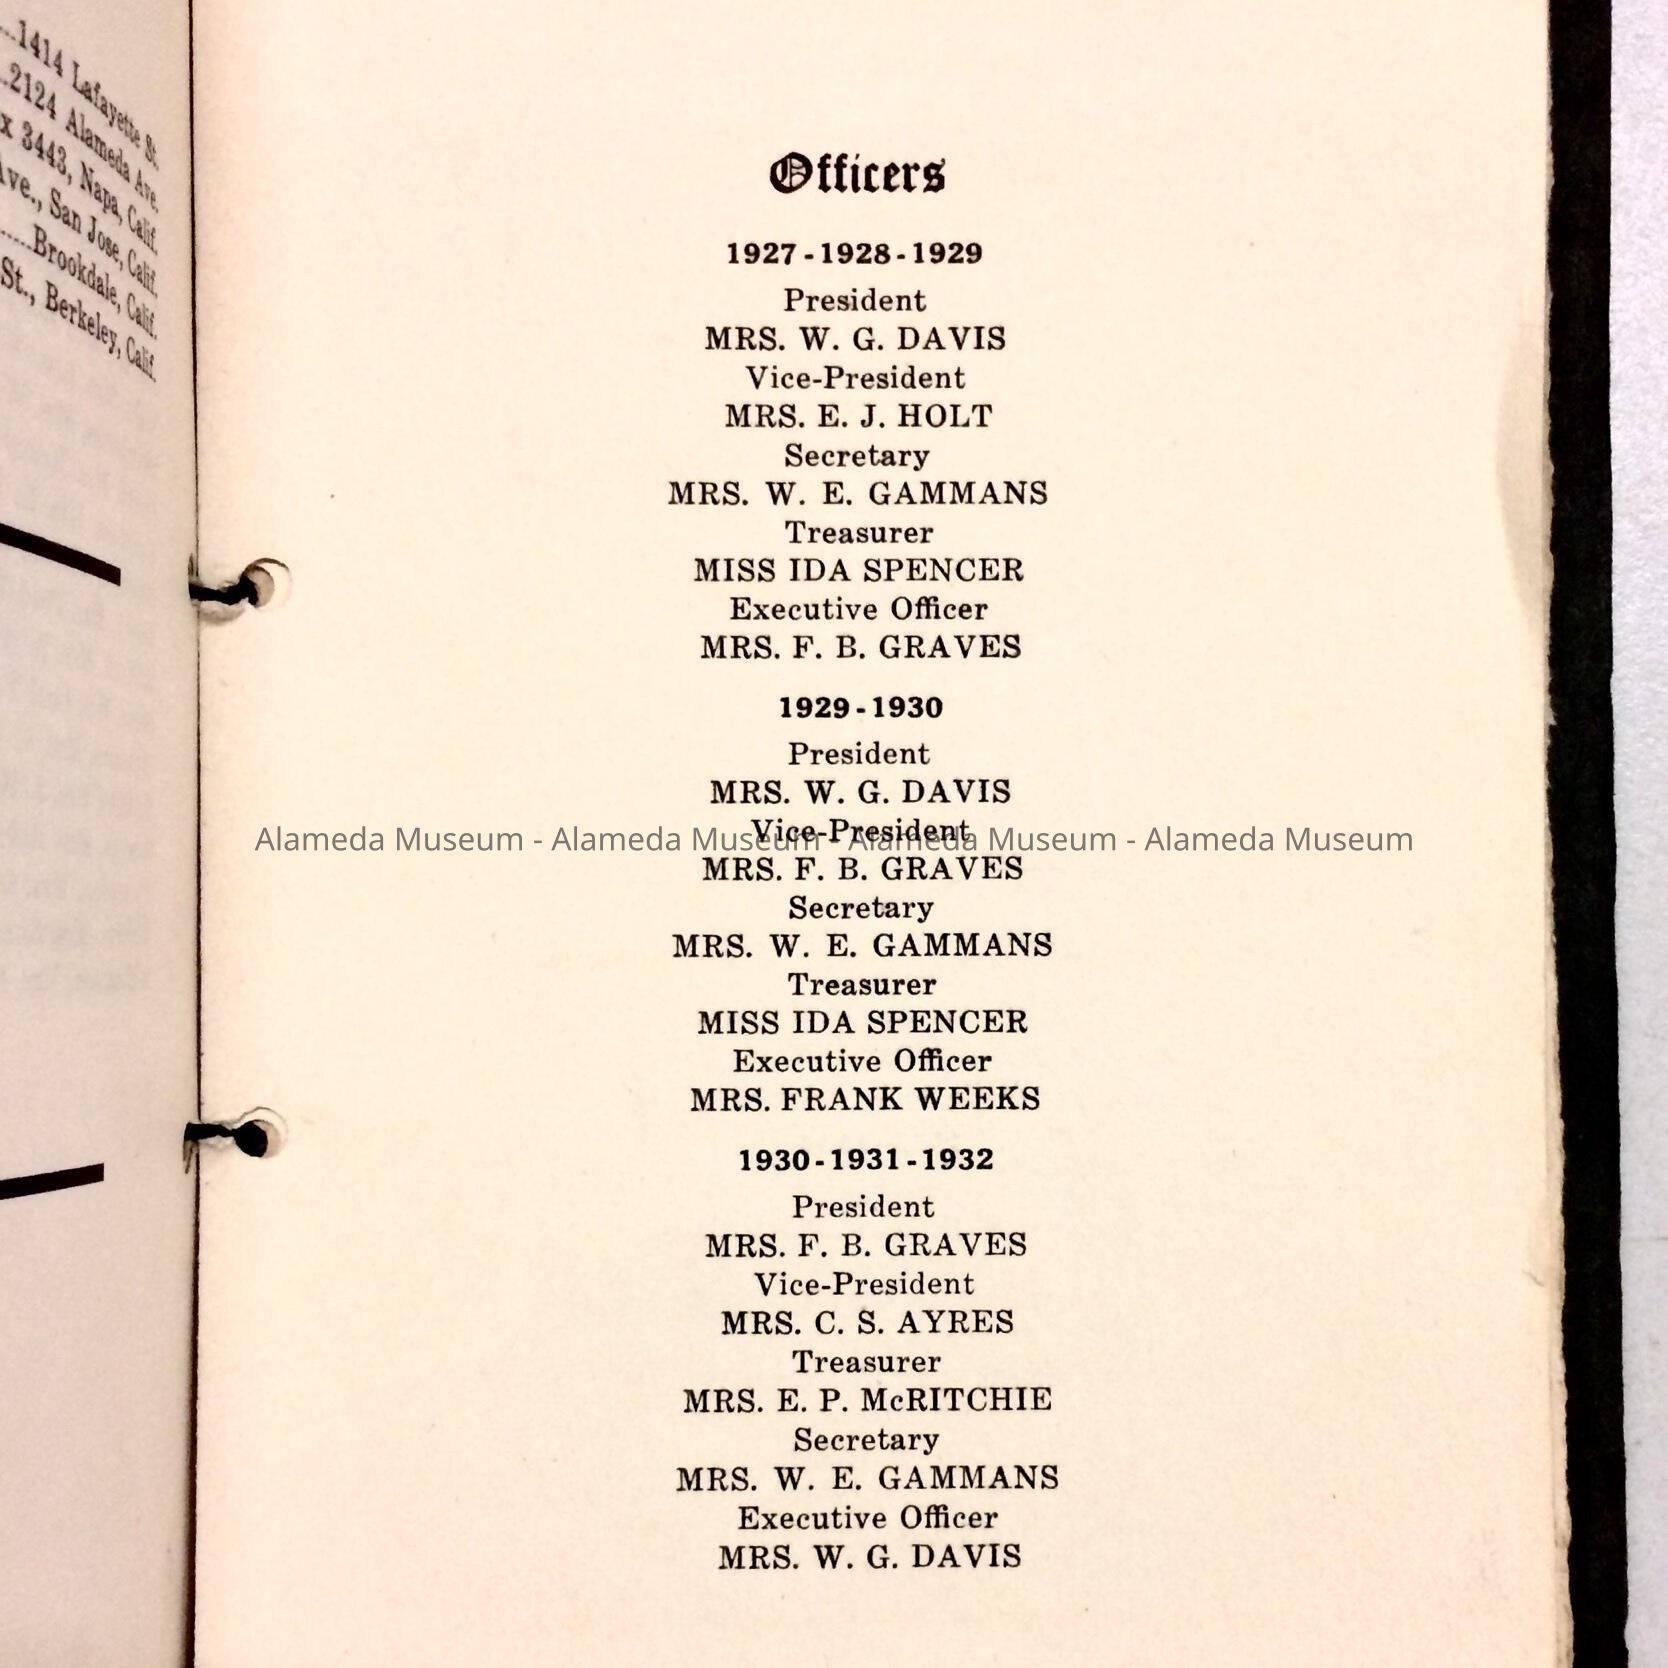 ...1414 Lafayette St.
..2124 Alameda Ave.
x 3443, Napa, Calif.
Ave., San Jose, Calif.
.....Brookdale, Calif.
St., Berkeley, Calif.
Officers
1927-1928-1929
President
MRS. W. G. DAVIS
Vice-President
MRS. E. J. HOLT
Secretary
MRS. W. E. GAMMANS
Treasurer
MISS IDA SPENCER
Executive Officer
MRS. F. B. GRAVES
1929-1930
President
MRS. W. G. DAVIS
Vice-President
Alameda Museum - Alameda Museum - Alameda Museum - Alameda Museum
MRS. F. B. GRAVES
Secretary
MRS. W. E. GAMMANS
Treasurer
MISS IDA SPENCER
Executive Officer
MRS. FRANK WEEKS
1930-1931-1932
President
MRS. F. B. GRAVES
Vice-President
MRS. C. S. AYRES
Treasurer
MRS. E. P. McRITCHIE
Secretary
MRS. W. E. GAMMANS
Executive Officer
MRS. W. G. DAVIS